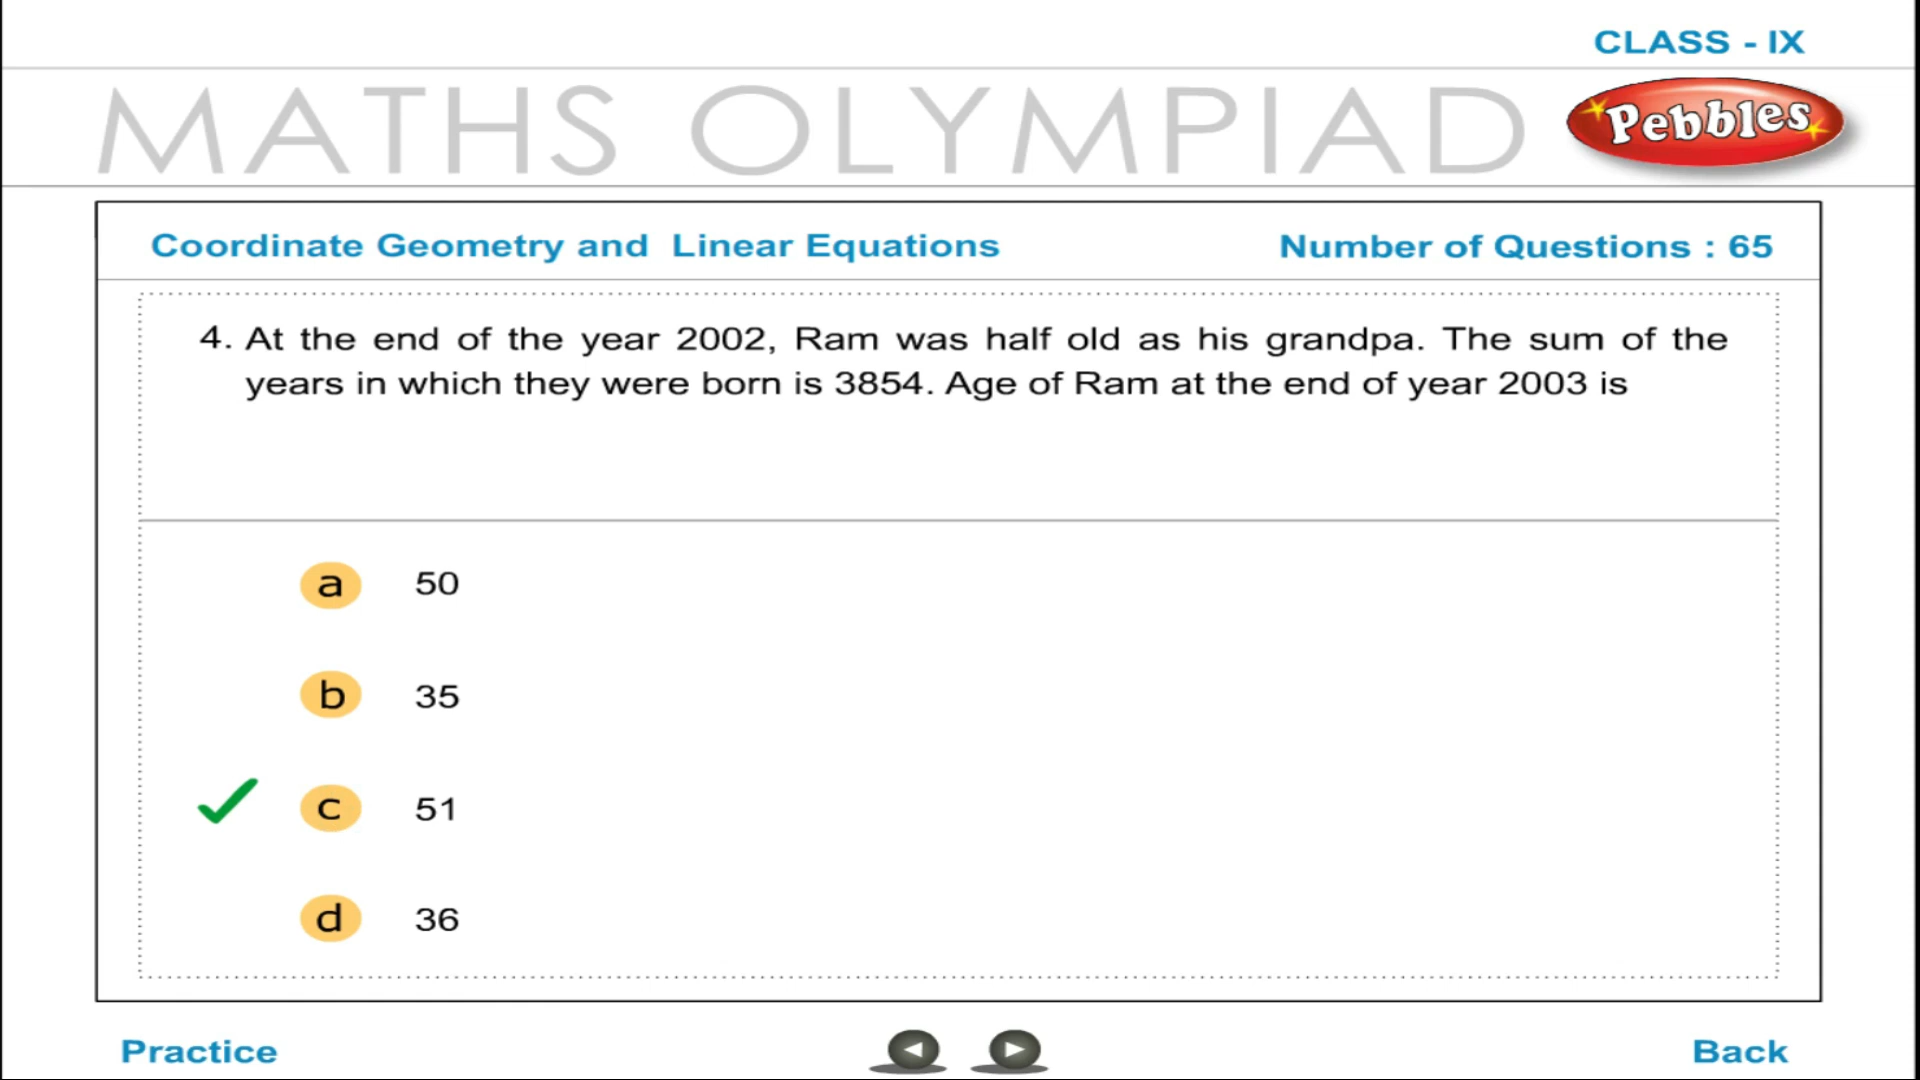 CLASS - IX
MATHS OLYMPIAD
Pebbles
Coordinate Geometry and Linear Equations
Number of Questions : 65
4. At the end of the year 2002, Ram was half old as his grandpa. The sum of the
years in which they were born is 3854. Age of Ram at the end of year 2003 is
a 50
b 35
c 51
d 36
Practice
Back